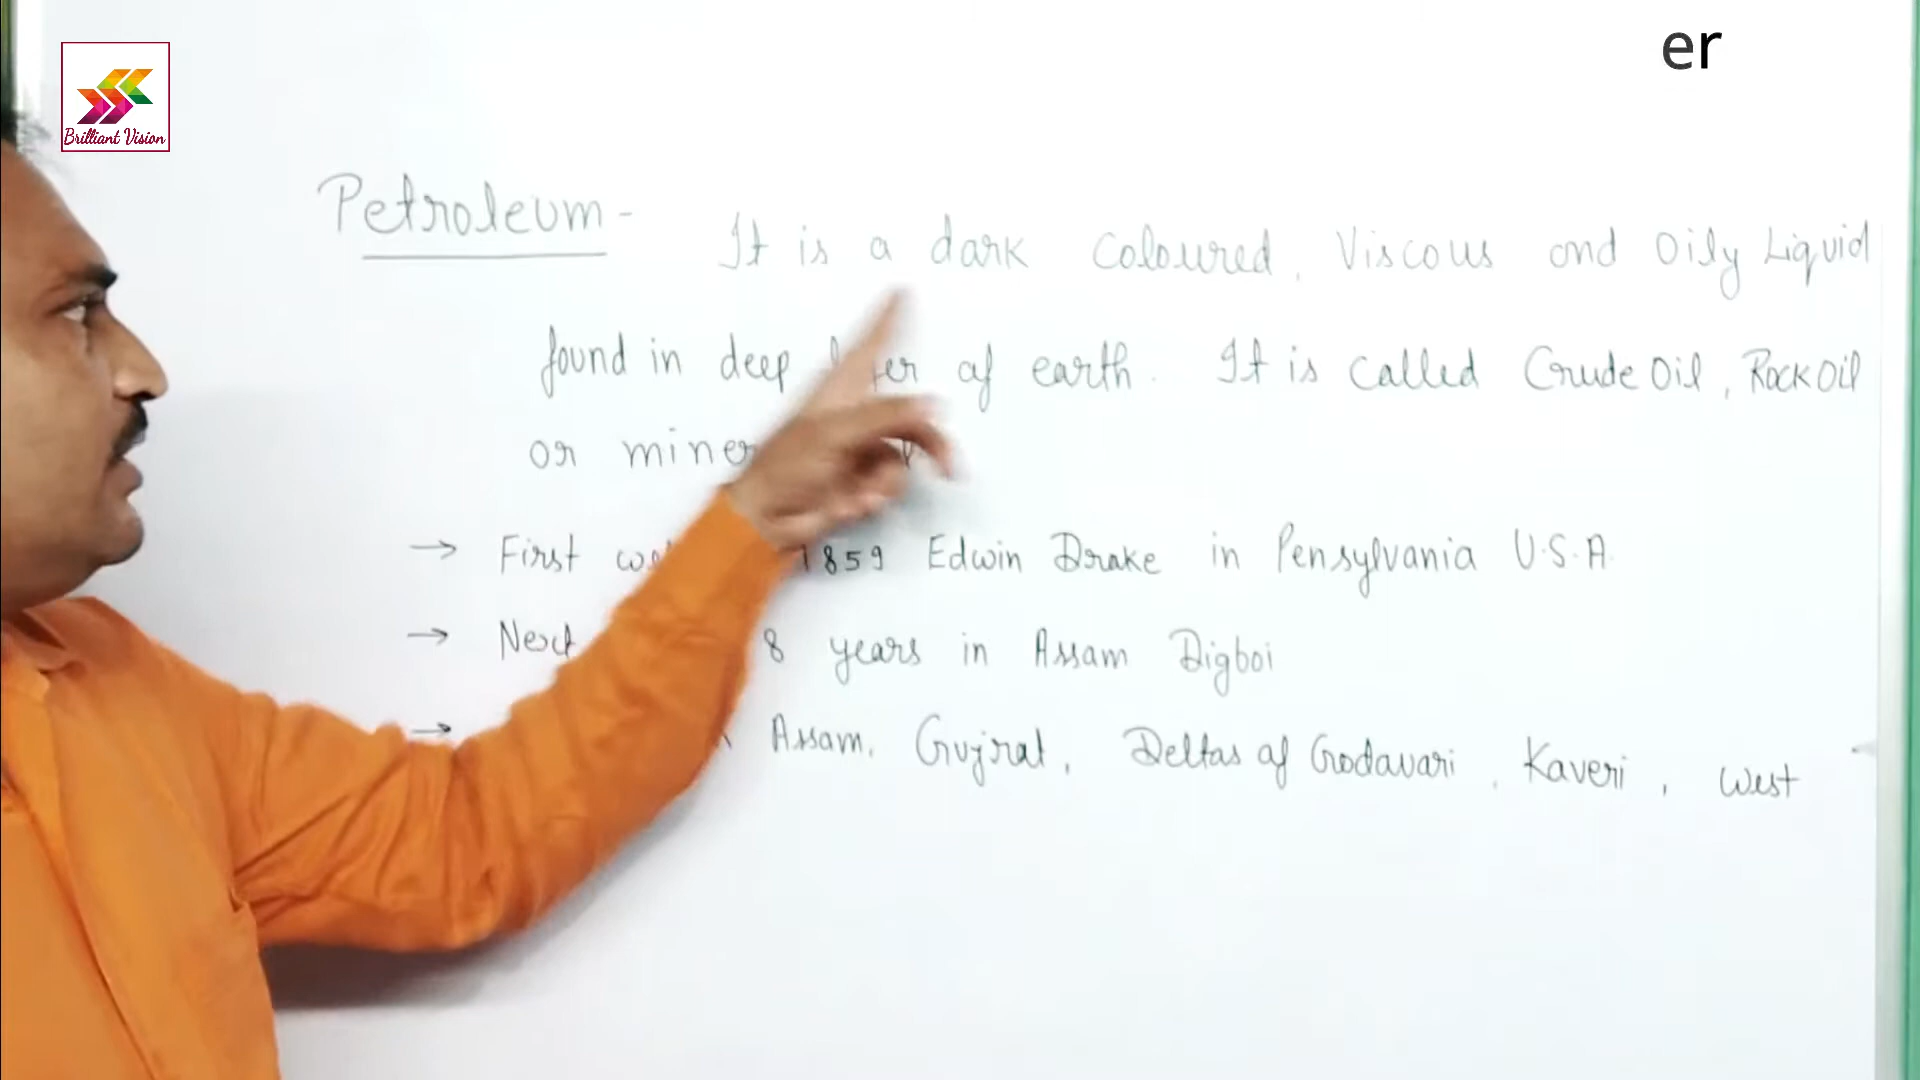 er
Brilliant Vision
Petroleum - It is a dark coloured, Viscous and Oily Liquid
found in deep of earth. It is called Crude Oil, Rock Oil
or
→ First 1859 Edwin Drake in Pensylvania U.S.A.
→ Next 8 years in Assam Digboi
→ Assam, Gujrat, Deltas of Godavari, Kaveri, West